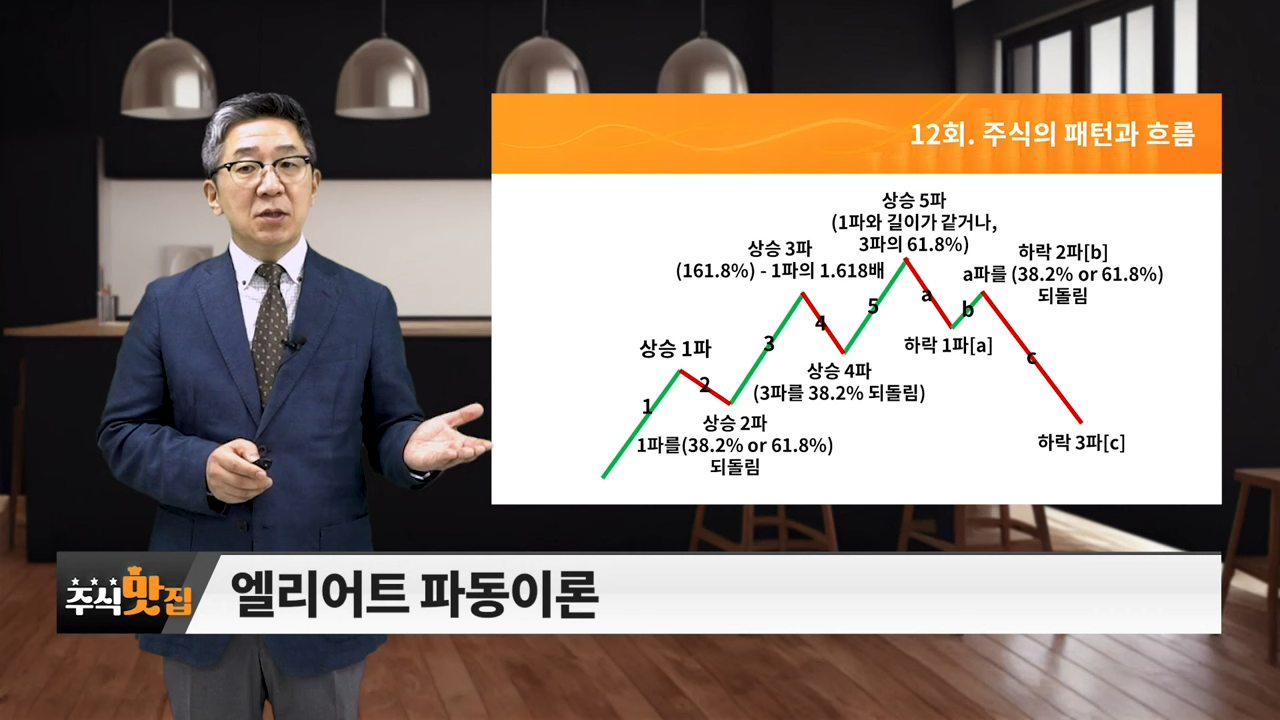 12회. 주식의 패턴과 흐름
상승 5파
(1파와 길이가 같거나,
3파의 61.8%)
상승 3파
(161.8%) - 1파의 1.618배
하락 2파[b]
a파를 (38.2% or 61.8%)
되돌림
상승 1파
1
2
3
4
5
a
b
c
하락 1파[a]
상승 4파
(3파를 38.2% 되돌림)
상승 2파
1파를(38.2% or 61.8%)
되돌림
하락 3파[c]
주식맛집
엘리어트 파동이론